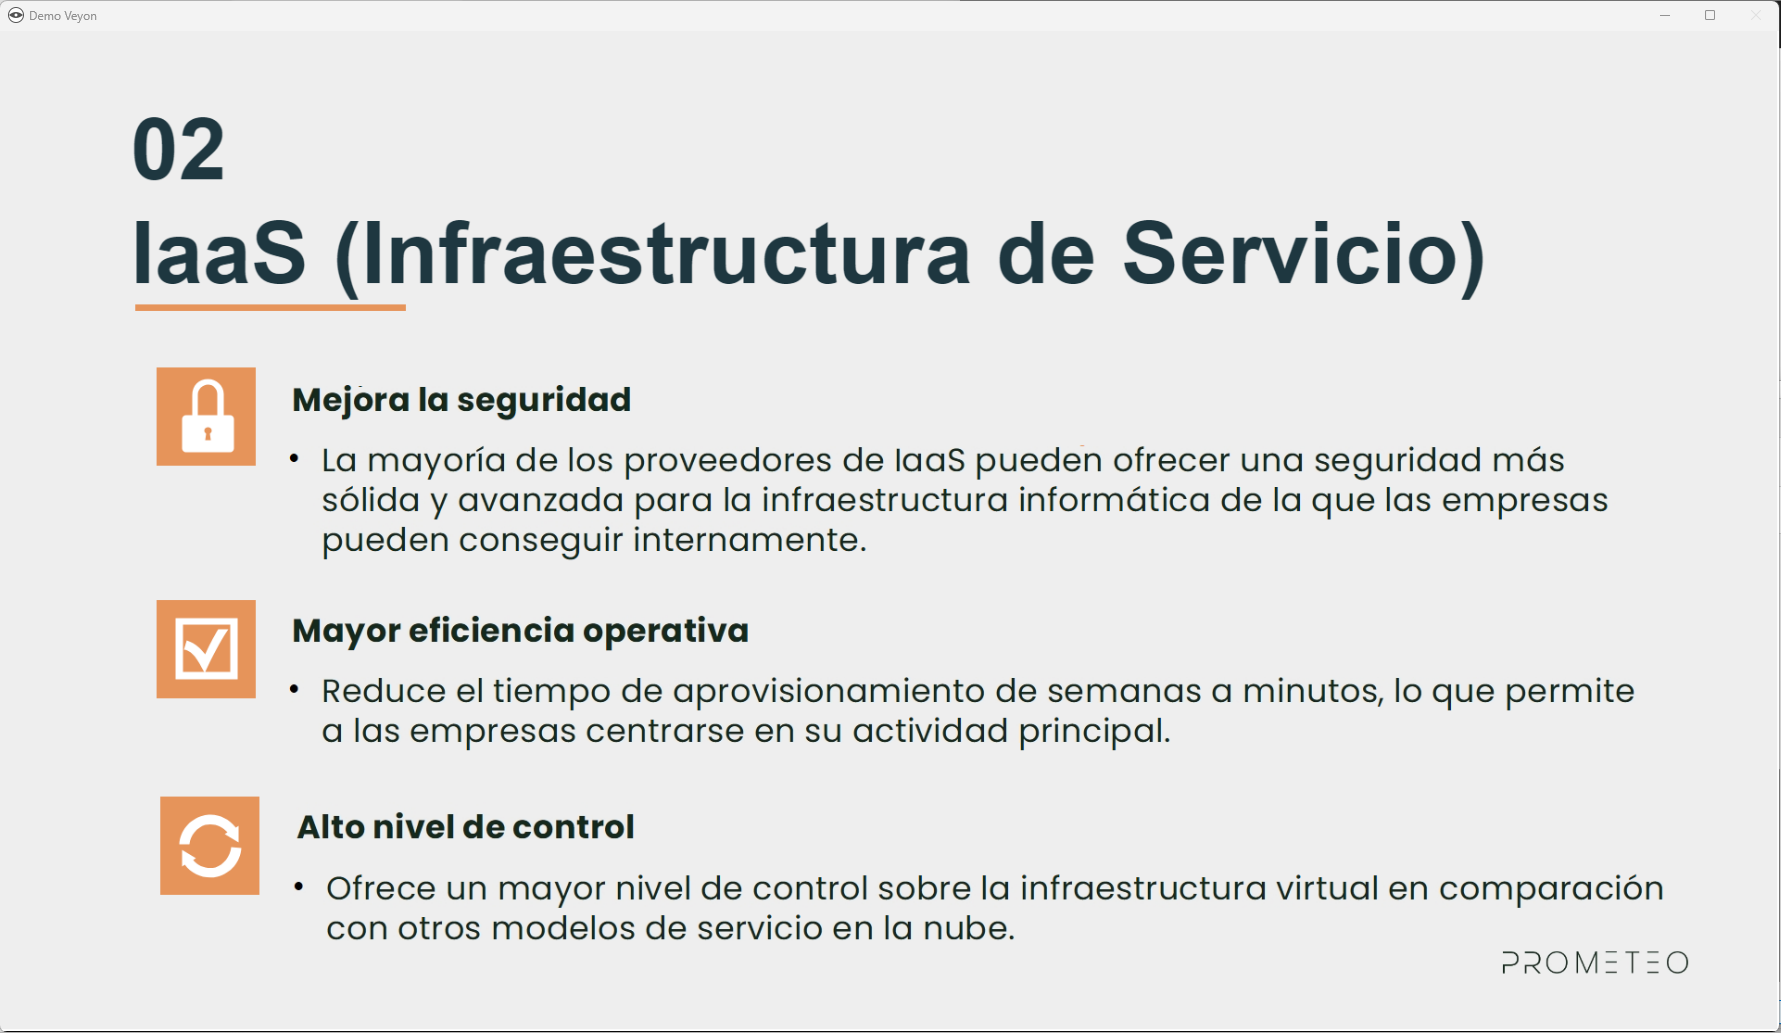 Demo Veyon
02
IaaS (Infraestructura de Servicio)
Mejora la seguridad
• La mayoría de los proveedores de IaaS pueden ofrecer una seguridad más
sólida y avanzada para la infraestructura informática de la que las empresas
pueden conseguir internamente.
Mayor eficiencia operativa
• Reduce el tiempo de aprovisionamiento de semanas a minutos, lo que permite
a las empresas centrarse en su actividad principal.
Alto nivel de control
• Ofrece un mayor nivel de control sobre la infraestructura virtual en comparación
con otros modelos de servicio en la nube.
PROMETEO